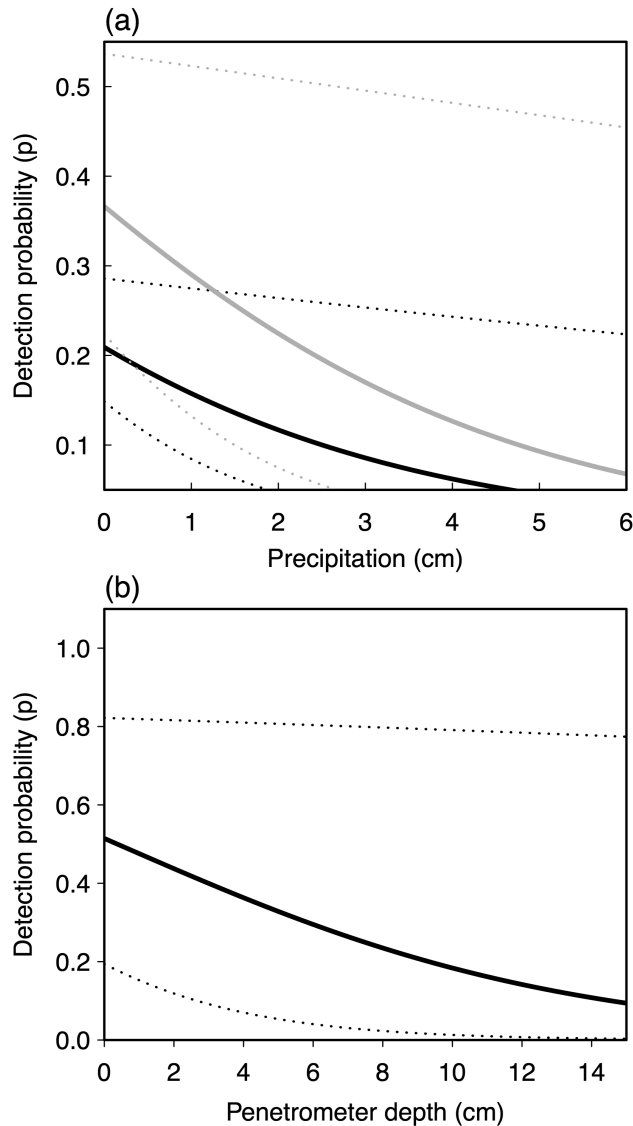 (a)
Detection probability (p)
0.5
0.4
0.3
0.2
0.1
0 1 2 3 4 5 6
Precipitation (cm)
(b)
Detection probability (p)
1.0
0.8
0.6
0.4
0.2
0.0
0 2 4 6 8 10 12 14
Penetrometer depth (cm)